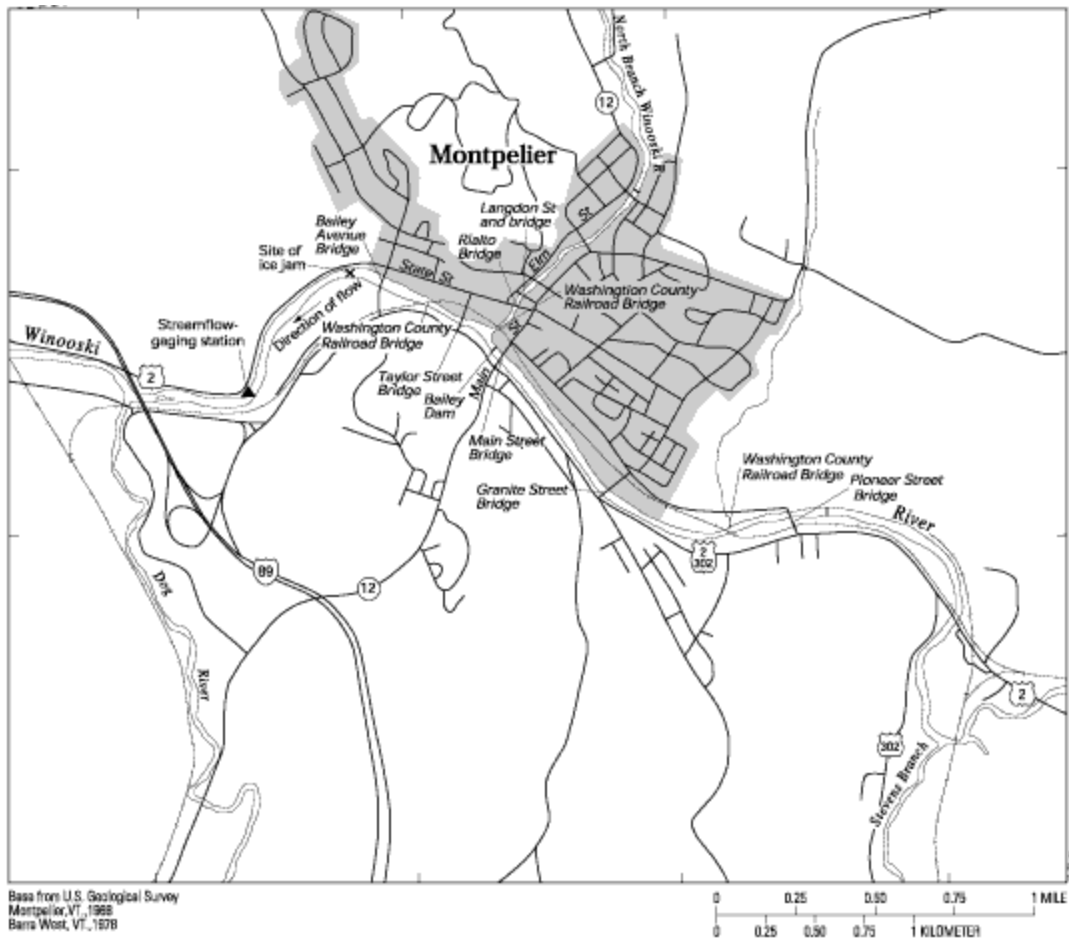 North Branch Winooski R
12
Montpelier
Langdon St
and bridge
St
Bailey
Avenue
Bridge
Rialto
Bridge
Elm
Site of
ice jam
State St
Washington County
Railroad Bridge
Direction of flow
St
Winooski
Streamflow-
gaging station
Washington County
Railroad Bridge
2
Taylor Street
Bridge
Main
Bailey
Dam
Main Street
Bridge
Washington County
Railroad Bridge
Granite Street
Bridge
Pioneer Street
Bridge
River
2
302
89
12
Dog
River
2
302
Stevens Branch
Base from U.S. Geological Survey
Montpelier, VT., 1968
Barre West, VT., 1978
0 0.25 0.50 0.75 1 MILE
0 0.25 0.50 0.75 1 KILOMETER